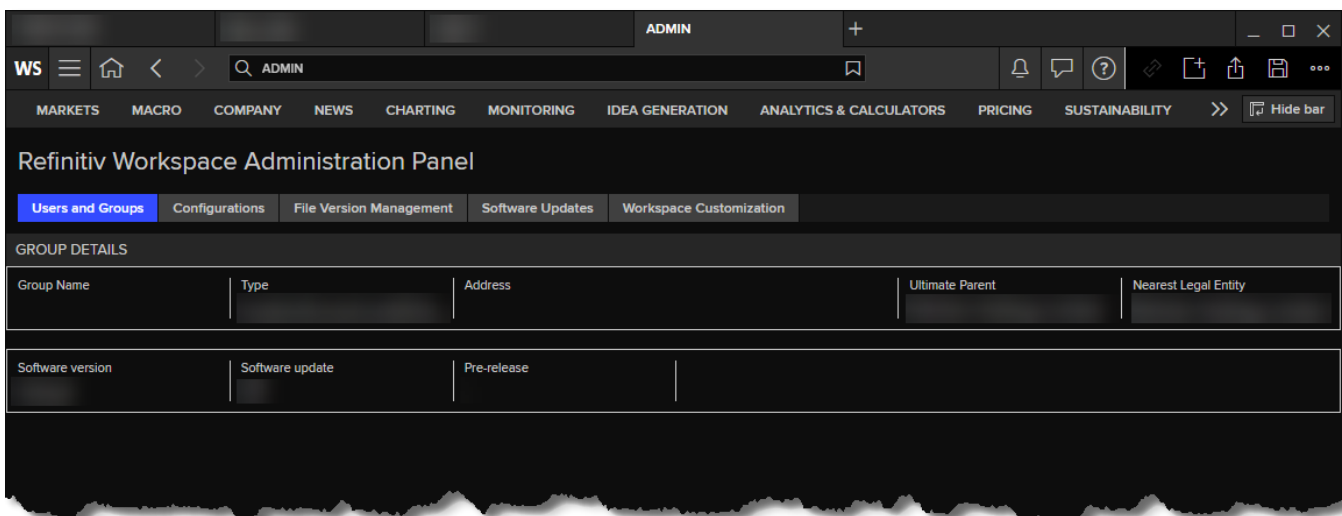 ADMIN
WS ADMIN
MARKETS MACRO COMPANY NEWS CHARTING MONITORING IDEA GENERATION ANALYTICS & CALCULATORS PRICING SUSTAINABILITY Hide bar
Refinitiv Workspace Administration Panel
Users and Groups Configurations File Version Management Software Updates Workspace Customization
GROUP DETAILS
Group Name Type Address Ultimate Parent Nearest Legal Entity
Software version Software update Pre-release